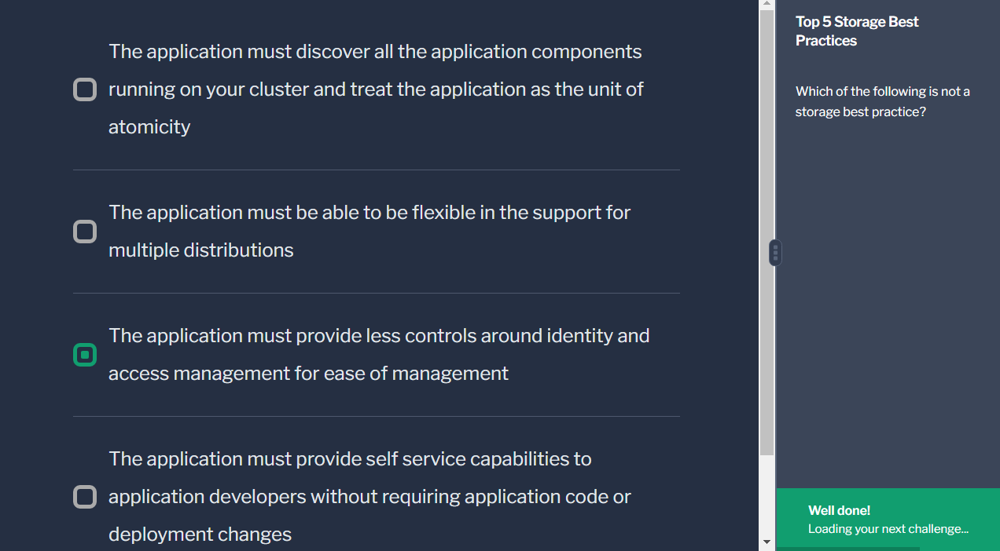 The application must discover all the application components
running on your cluster and treat the application as the unit of
atomicity
The application must be able to be flexible in the support for
multiple distributions
The application must provide less controls around identity and
access management for ease of management
The application must provide self service capabilities to
application developers without requiring application code or
deployment changes
Top 5 Storage Best
Practices
Which of the following is not a
storage best practice?
Well done!
Loading your next challenge...